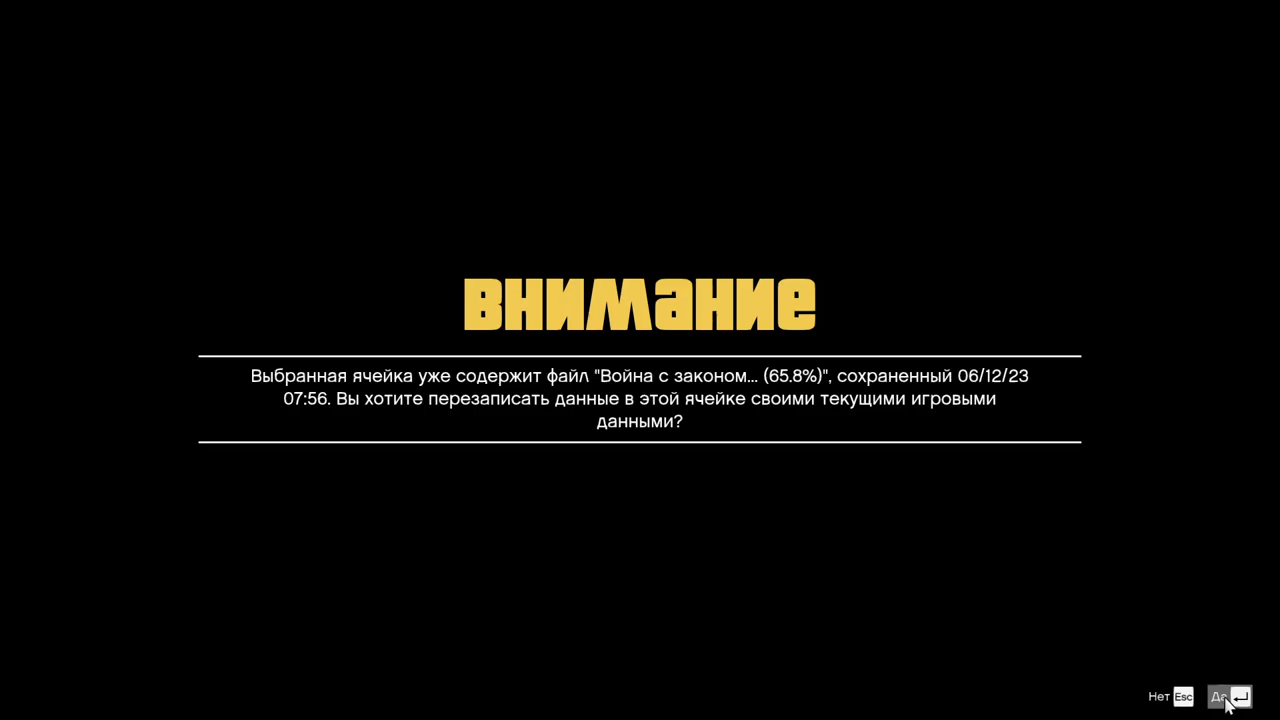 внимание
Выбранная ячейка уже содержит файл "Война с законом... (65.8%)", сохраненный 06/12/23
07:56. Вы хотите перезаписать данные в этой ячейке своими текущими игровыми
данными?
Нет Esc Да